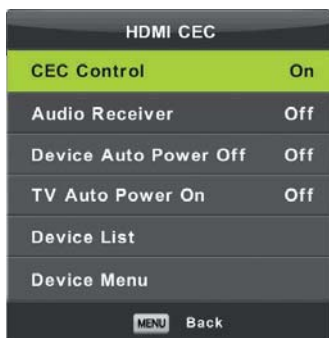 HDMI CEC
CEC Control On
Audio Receiver Off
Device Auto Power Off Off
TV Auto Power On Off
Device List
Device Menu
MENU Back